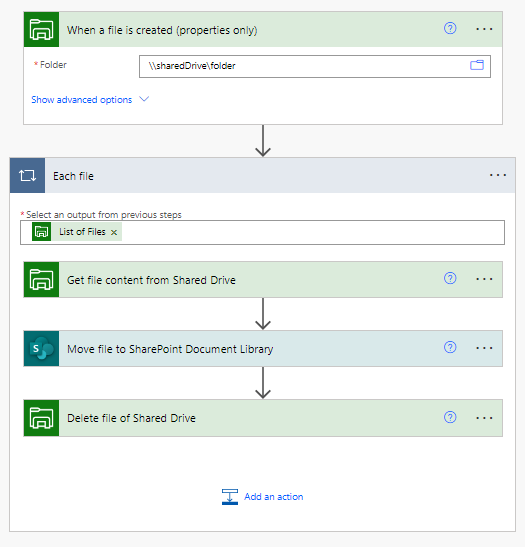 When a file is created (properties only)
* Folder
\\sharedDrive\folder
Show advanced options
Each file
* Select an output from previous steps
List of Files ×
Get file content from Shared Drive
S
Move file to SharePoint Document Library
Delete file of Shared Drive
Add an action